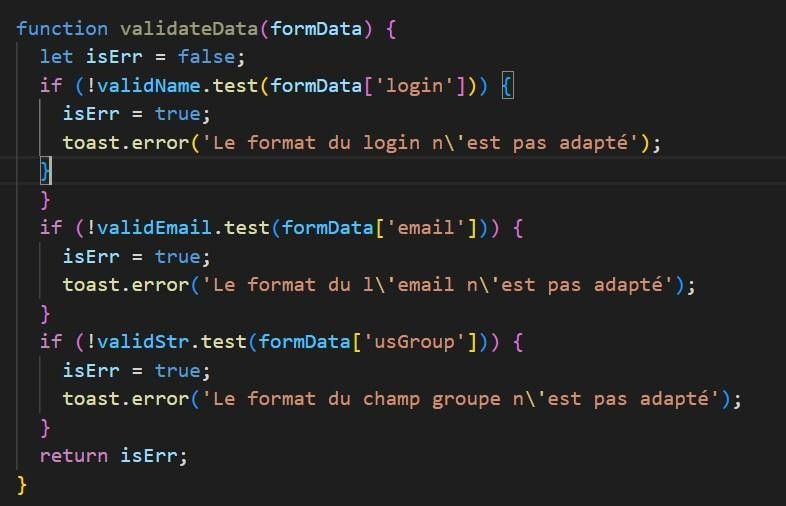 function validateData(formData) {
let isErr = false;
if (!validName.test(formData['login'])) {
isErr = true;
toast.error('Le format du login n\'est pas adapté');
}
}
if (!validEmail.test(formData['email'])) {
isErr = true;
toast.error('Le format du l\'email n\'est pas adapté');
}
if (!validStr.test(formData['usGroup'])) {
isErr = true;
toast.error('Le format du champ groupe n\'est pas adapté');
}
return isErr;
}